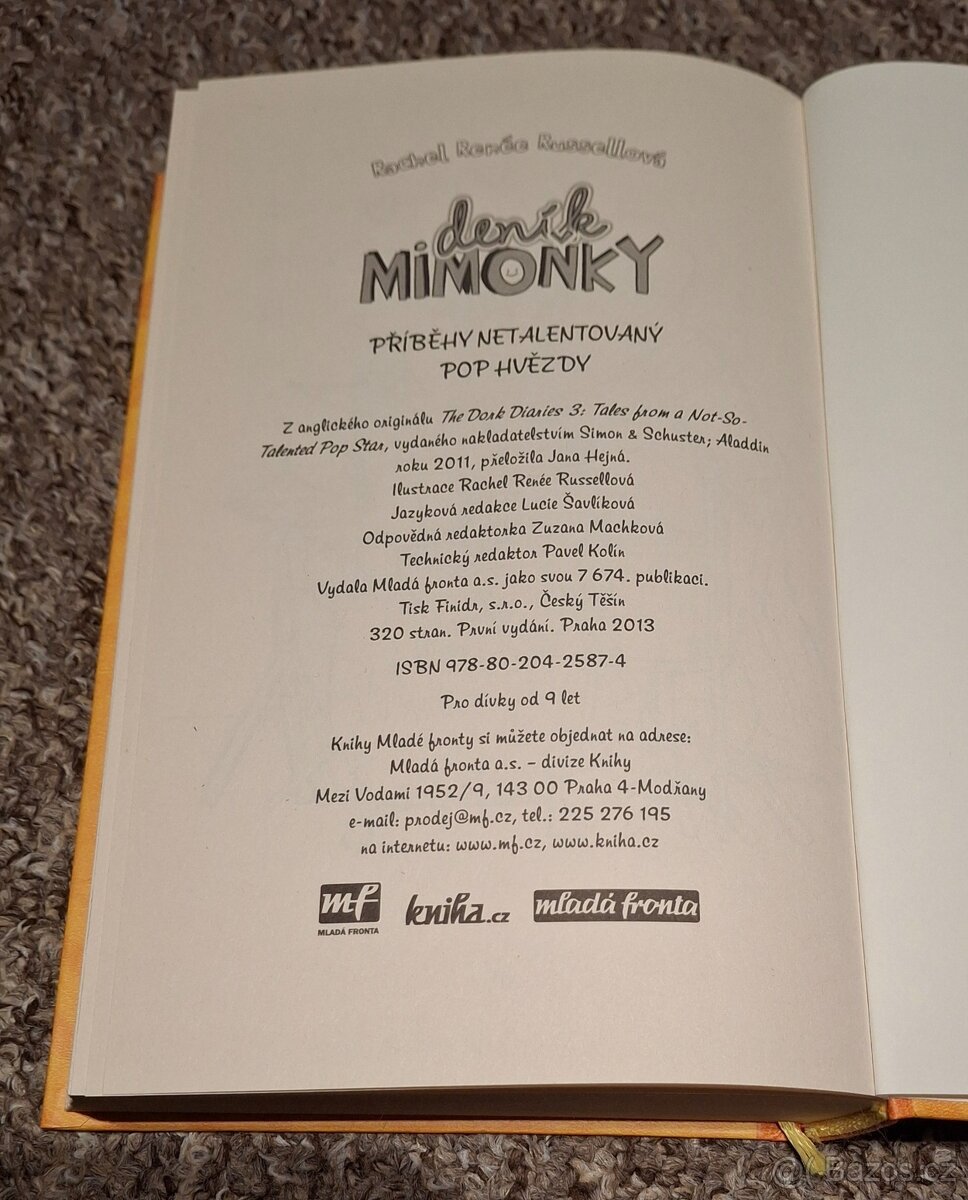 Rachel Renée Russellová
deník
MIMONKY
PŘÍBĚHY NETALENTOVANÝ
POP HVĚZDY
Z anglického originálu The Dork Diaries 3: Tales from a Not-So-
Talented Pop Star, vydaného nakladatelstvím Simon & Schuster; Aladdin
roku 2011, přeložila Jana Hejná.
Ilustrace Rachel Renée Russellová
Jazyková redakce Lucie Šavlíková
Odpovědná redaktorka Zuzana Machková
Technický redaktor Pavel Kolín
Vydala Mladá fronta a.s. jako svou 7 674. publikaci.
Tisk Finidr, s.r.o., Český Těšín
320 stran. První vydání. Praha 2013
ISBN 978-80-204-2587-4
Pro dívky od 9 let
Knihy Mladé fronty si můžete objednat na adrese:
Mladá fronta a.s. – divize Knihy
Mezi Vodami 1952/9, 143 00 Praha 4-Modřany
e-mail: prodej@mf.cz, tel.: 225 276 195
na internetu: www.mf.cz, www.kniha.cz
mf
MLADÁ FRONTA
kniha.cz
mladá fronta
Bazos.cz